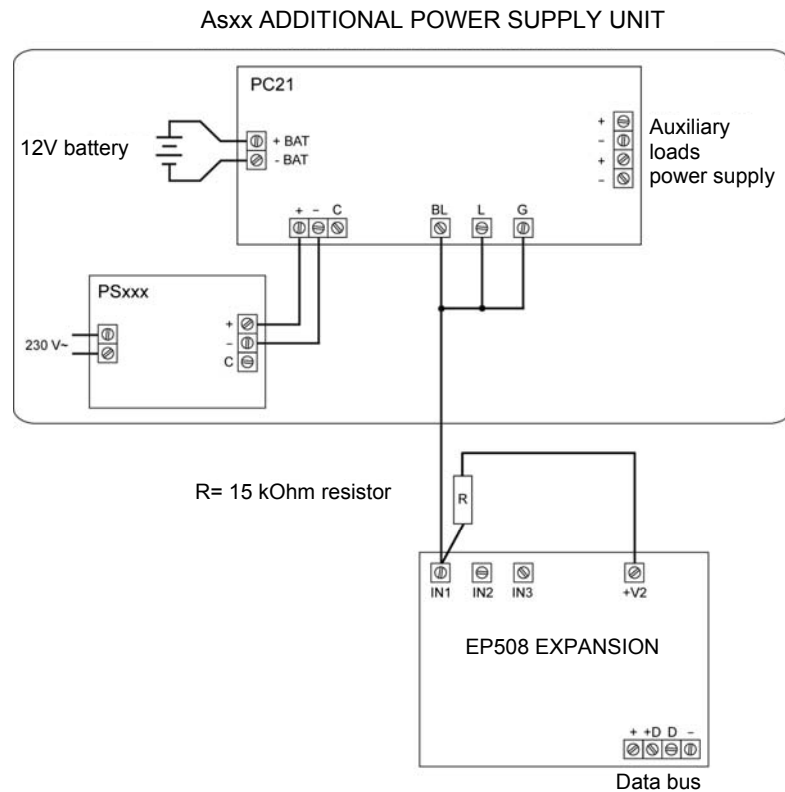 Asxx ADDITIONAL POWER SUPPLY UNIT
PC21
12V battery
+ BAT
- BAT
+
-
+
-
Auxiliary
loads
power supply
+ - C
BL L G
PSxxx
230 V~
+
-
C
R= 15 kOhm resistor
R
IN1 IN2 IN3 +V2
EP508 EXPANSION
+ +D D -
Data bus